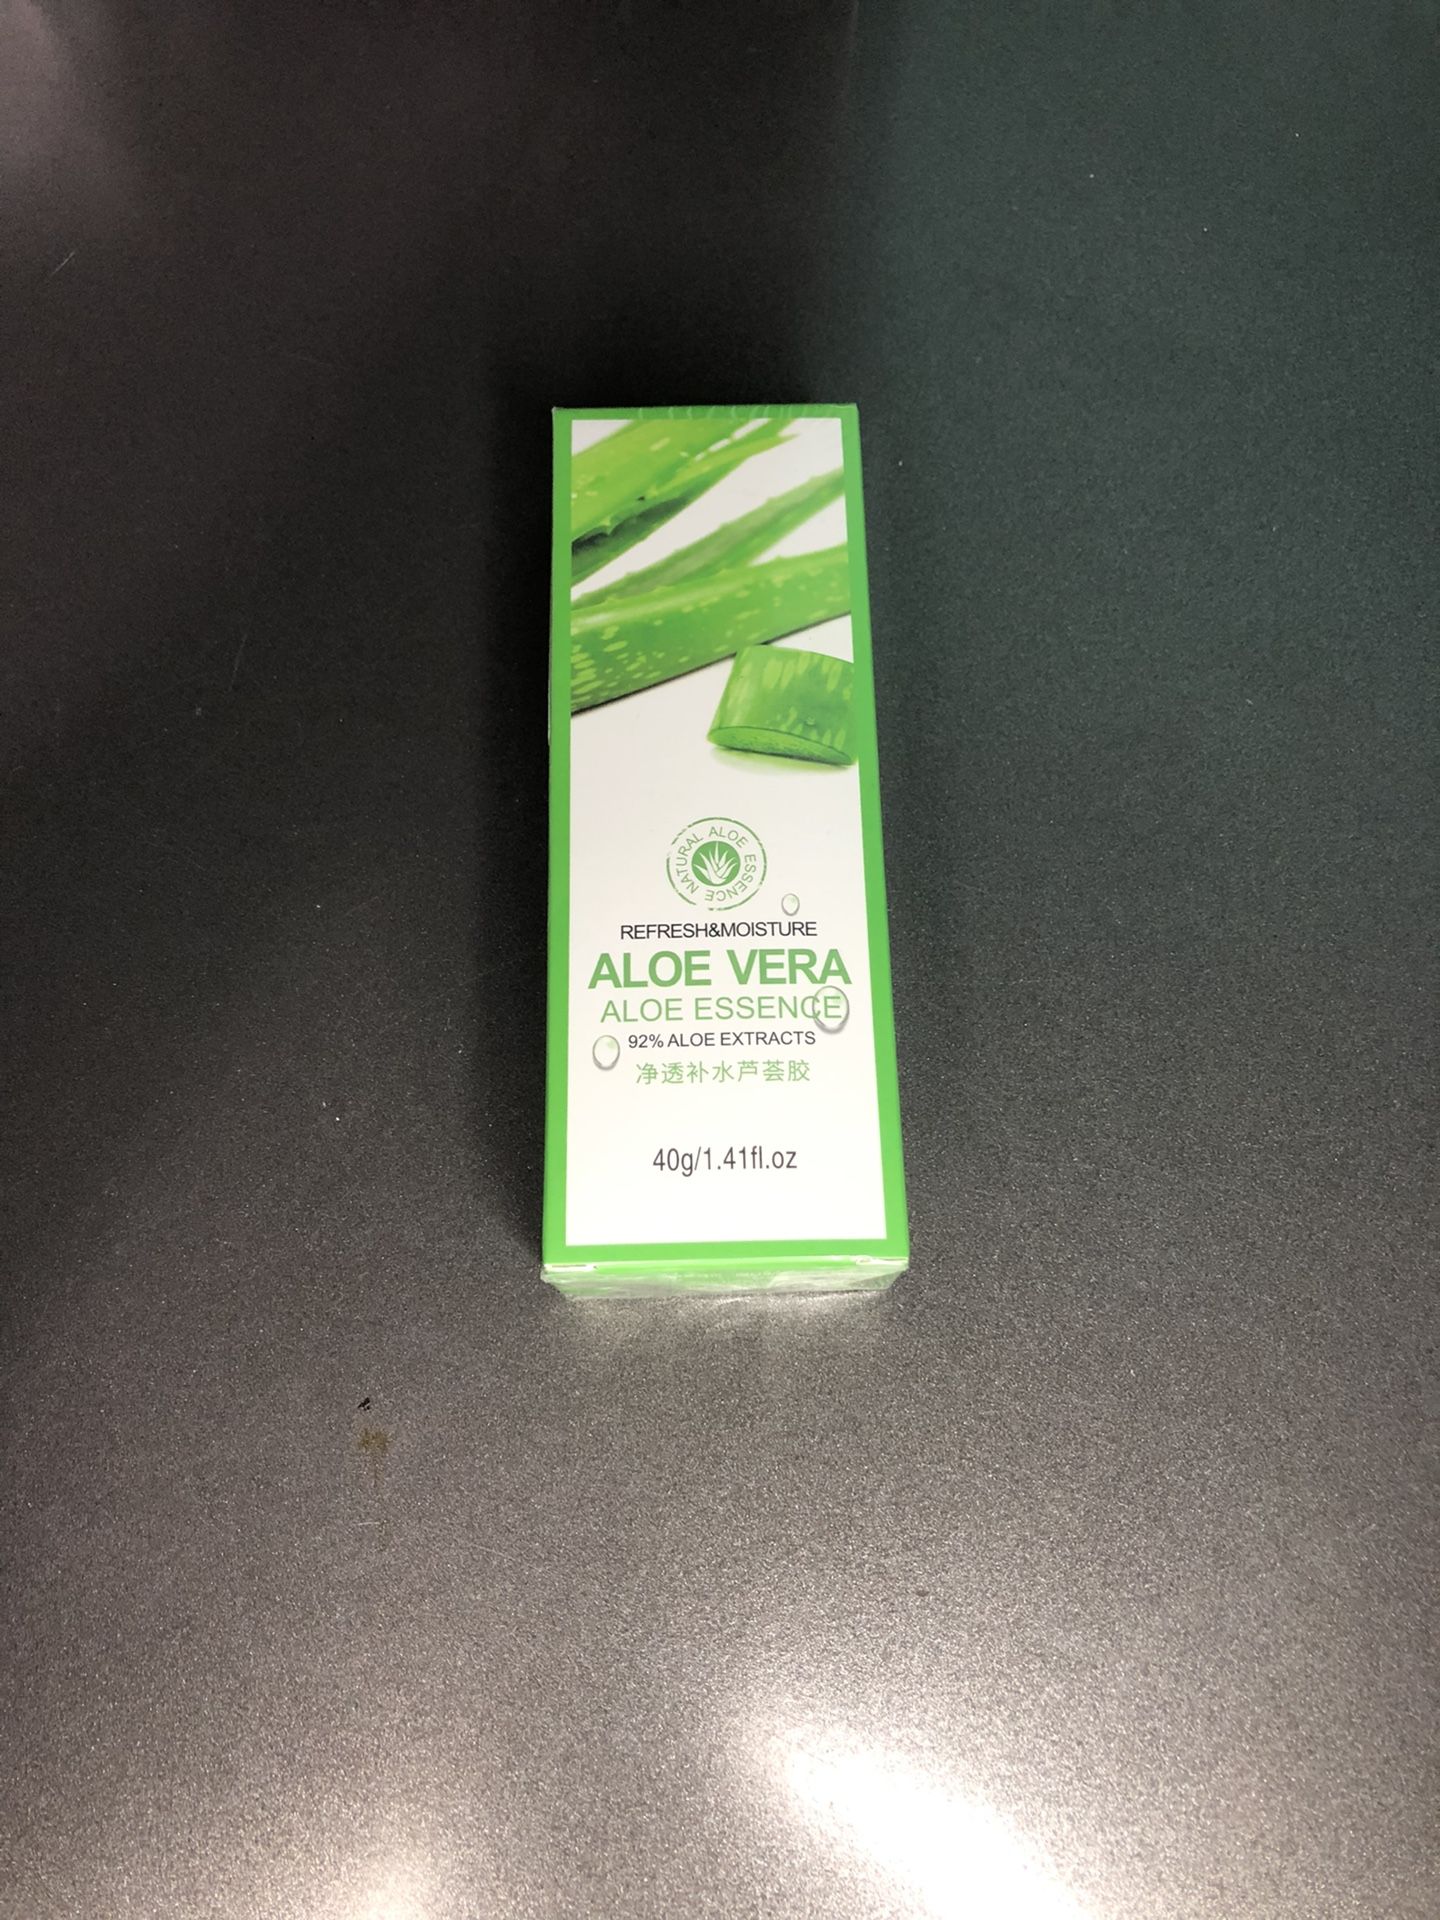 NATURAL ALOE ESSENCE
REFRESH&MOISTURE
ALOE VERA
ALOE ESSENCE
92% ALOE EXTRACTS
净透补水芦荟胶
40g/1.41fl.oz